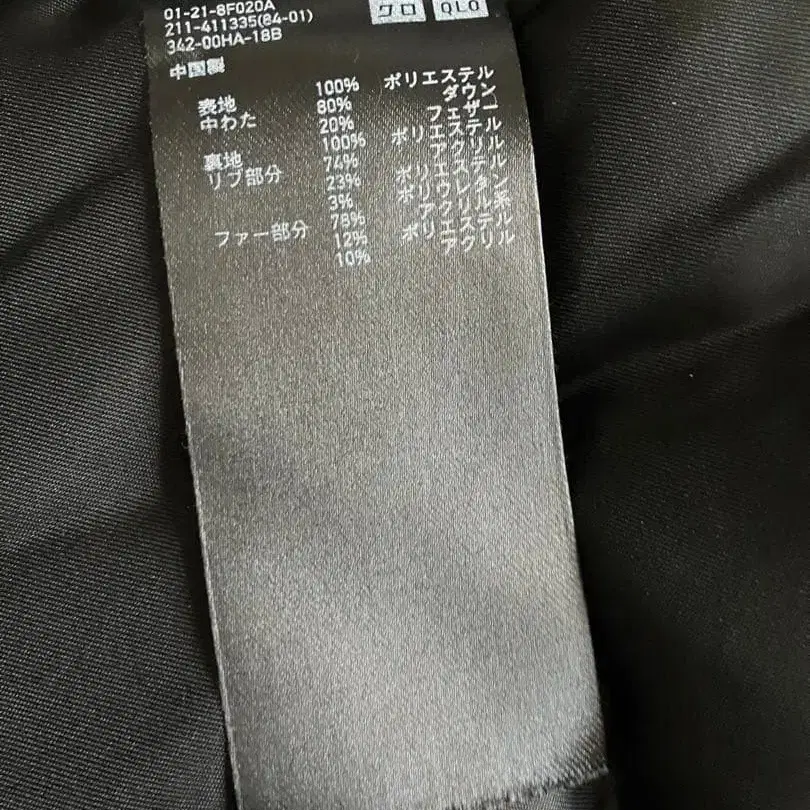 01-21-8F020A
211-411335(84-01)
342-00HA-18B
クロ QLO
中国製
表地 100% ポリエステル
中わた 80% ダウン
20% フェザー
裏地 100% ポリエステル
リブ部分 74% アクリル
23% ポリエステル
3% ポリウレタン
ファー部分 78% アクリル系
12% ポリエステル
10% アクリル